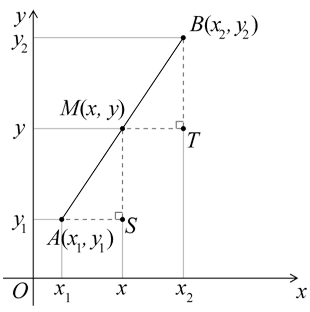 y
y₂
B(x₂, y₂)
M(x, y)
y
T
y₁
S
A(x₁, y₁)
O
x₁
x
x₂
x